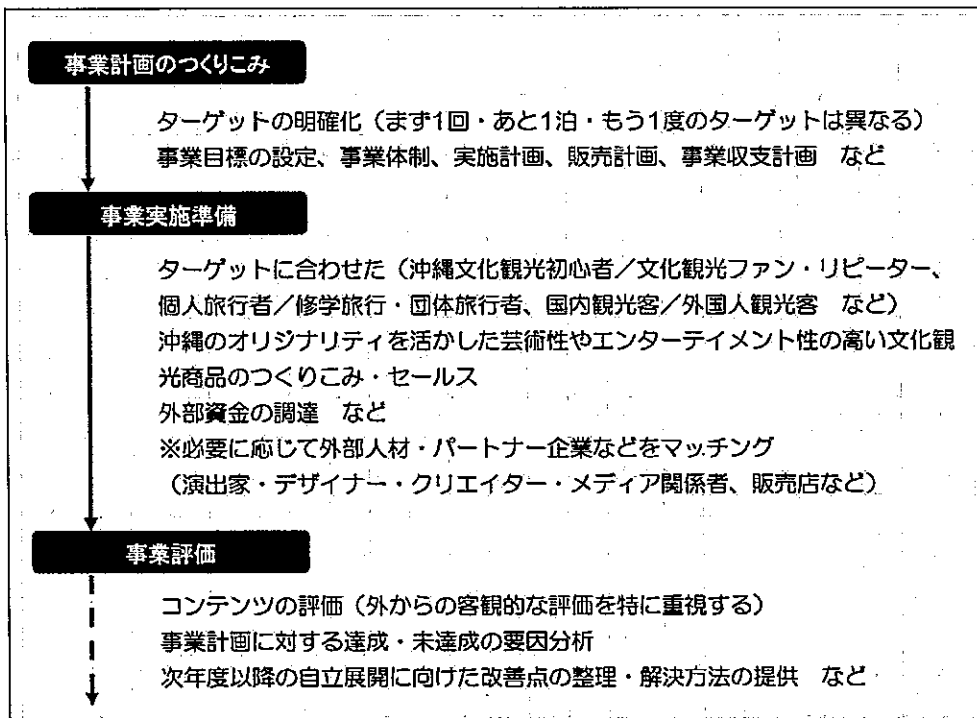 事業計画のつくりこみ
ターゲットの明確化（まず1回・あと1泊・もう1度のターゲットは異なる）
事業目標の設定、事業体制、実施計画、販売計画、事業収支計画　など
事業実施準備
ターゲットに合わせた（沖縄文化観光初心者／文化観光ファン・リピーター、
個人旅行者／修学旅行・団体旅行者、国内観光客／外国人観光客　など）
沖縄のオリジナリティを活かした芸術性やエンターテイメント性の高い文化観
光商品のつくりこみ・セールス
外部資金の調達　など
※必要に応じて外部人材・パートナー企業などをマッチング
（演出家・デザイナー・クリエイター・メディア関係者、販売店など）
事業評価
コンテンツの評価（外からの客観的な評価を特に重視する）
事業計画に対する達成・未達成の要因分析
次年度以降の自立展開に向けた改善点の整理・解決方法の提供　など